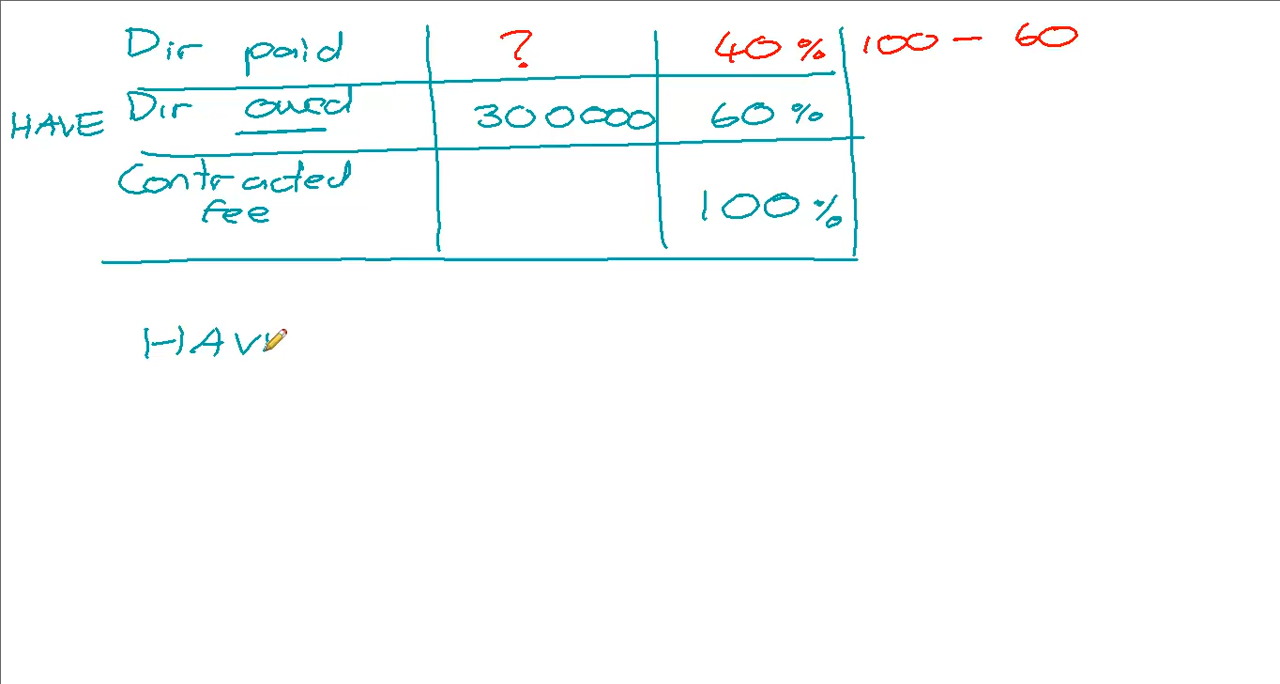 Dir paid ? 40% 100 - 60
HAVE Dir owed 300000 60%
Contracted
fee 100%
HAV